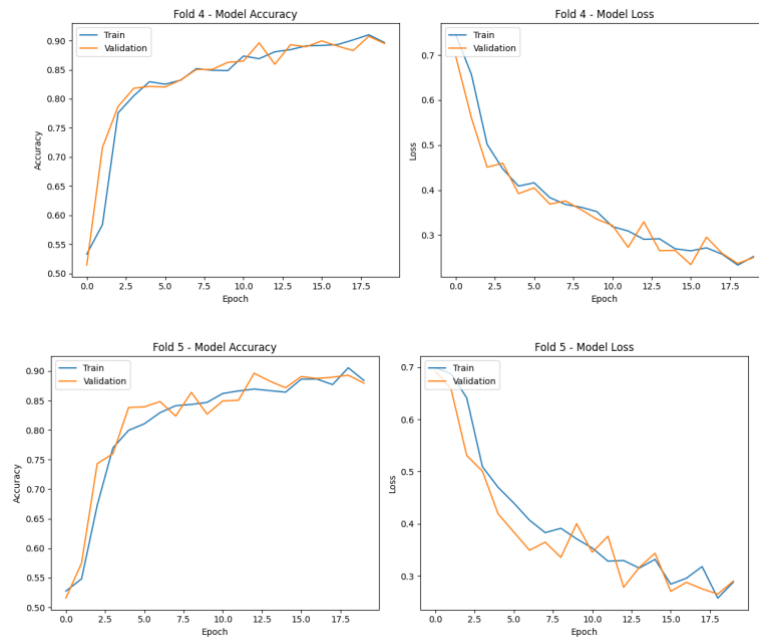 Fold 4 - Model Accuracy
Train
Validation
0.90
0.85
0.80
0.75
0.70
0.65
0.60
0.55
0.50
Accuracy
0.0 2.5 5.0 7.5 10.0 12.5 15.0 17.5
Epoch
Fold 4 - Model Loss
Train
Validation
0.7
0.6
0.5
0.4
0.3
Loss
0.0 2.5 5.0 7.5 10.0 12.5 15.0 17.5
Epoch
Fold 5 - Model Accuracy
Train
Validation
0.90
0.85
0.80
0.75
0.70
0.65
0.60
0.55
0.50
Accuracy
0.0 2.5 5.0 7.5 10.0 12.5 15.0 17.5
Epoch
Fold 5 - Model Loss
Train
Validation
0.7
0.6
0.5
0.4
0.3
Loss
0.0 2.5 5.0 7.5 10.0 12.5 15.0 17.5
Epoch